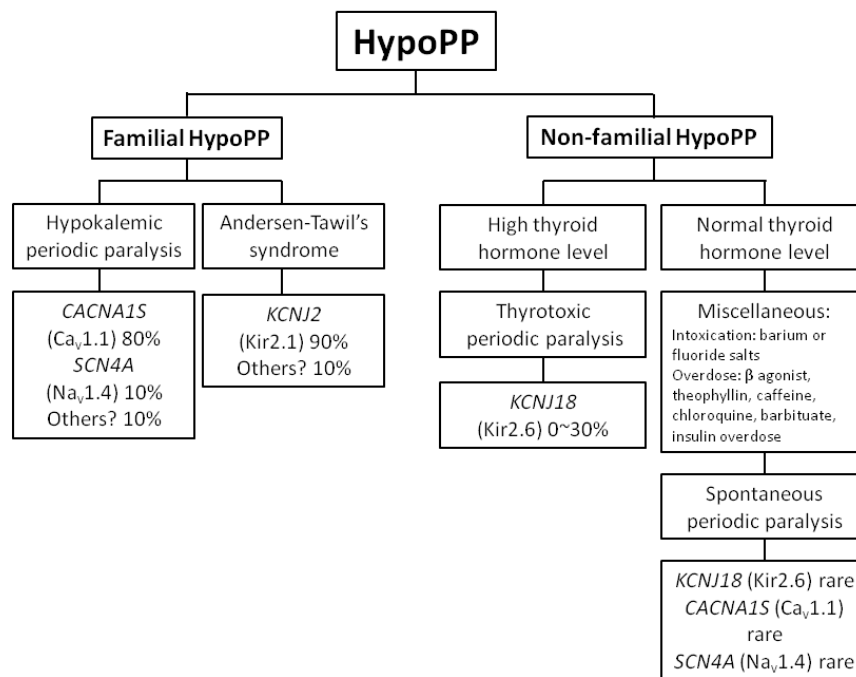 HypoPP
Familial HypoPP
Non-familial HypoPP
Hypokalemic
periodic paralysis
Andersen-Tawil's
syndrome
High thyroid
hormone level
Normal thyroid
hormone level
CACNA1S
(Cav1.1) 80%
SCN4A
(Nav1.4) 10%
Others? 10%
KCNJ2
(Kir2.1) 90%
Others? 10%
Thyrotoxic
periodic paralysis
KCNJ18
(Kir2.6) 0~30%
Miscellaneous:
Intoxication: barium or
fluoride salts
Overdose: β agonist,
theophyllin, caffeine,
chloroquine, barbituate,
insulin overdose
Spontaneous
periodic paralysis
KCNJ18 (Kir2.6) rare
CACNA1S (Cav1.1)
rare
SCN4A (Nav1.4) rare